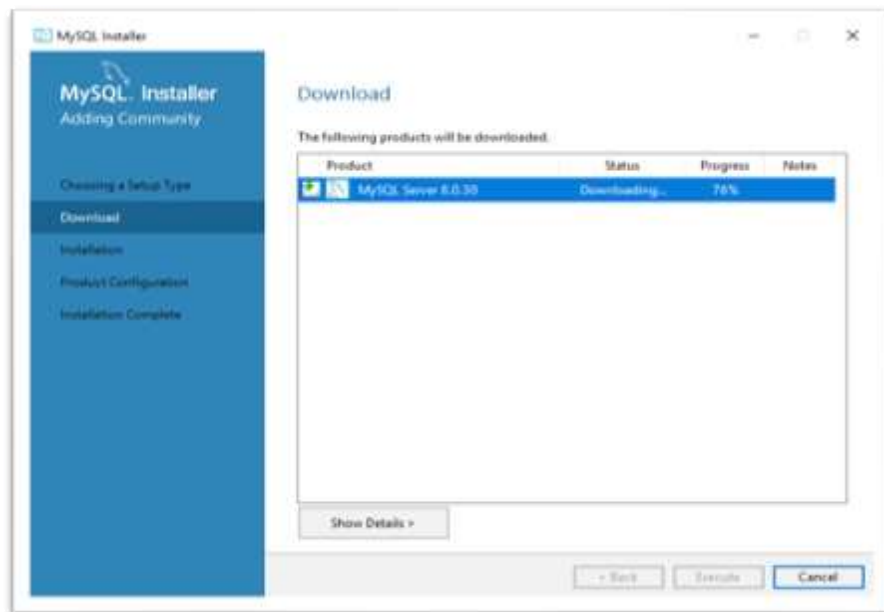 MySQL Installer
MySQL. Installer
Adding Community
Choosing a Setup Type
Download
Installation
Product Configuration
Installation Complete
Download
The following products will be downloaded.
Product Status Progress Notes
MySQL Server 8.0.30 Downloading... 76%
Show Details >
< Back Execute Cancel